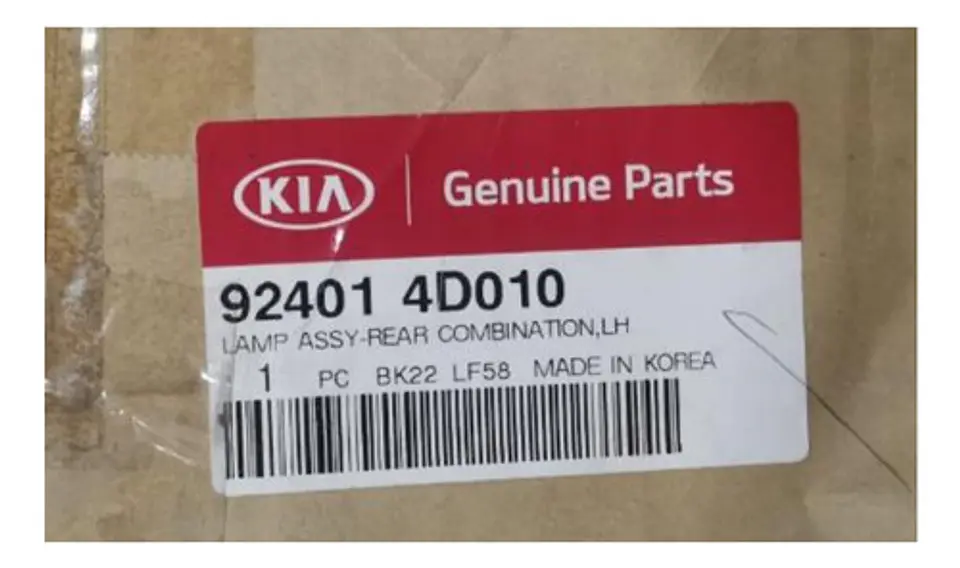 KIA Genuine Parts
92401 4D010
LAMP ASSY-REAR COMBINATION,LH
1 PC BK22 LF58 MADE IN KOREA